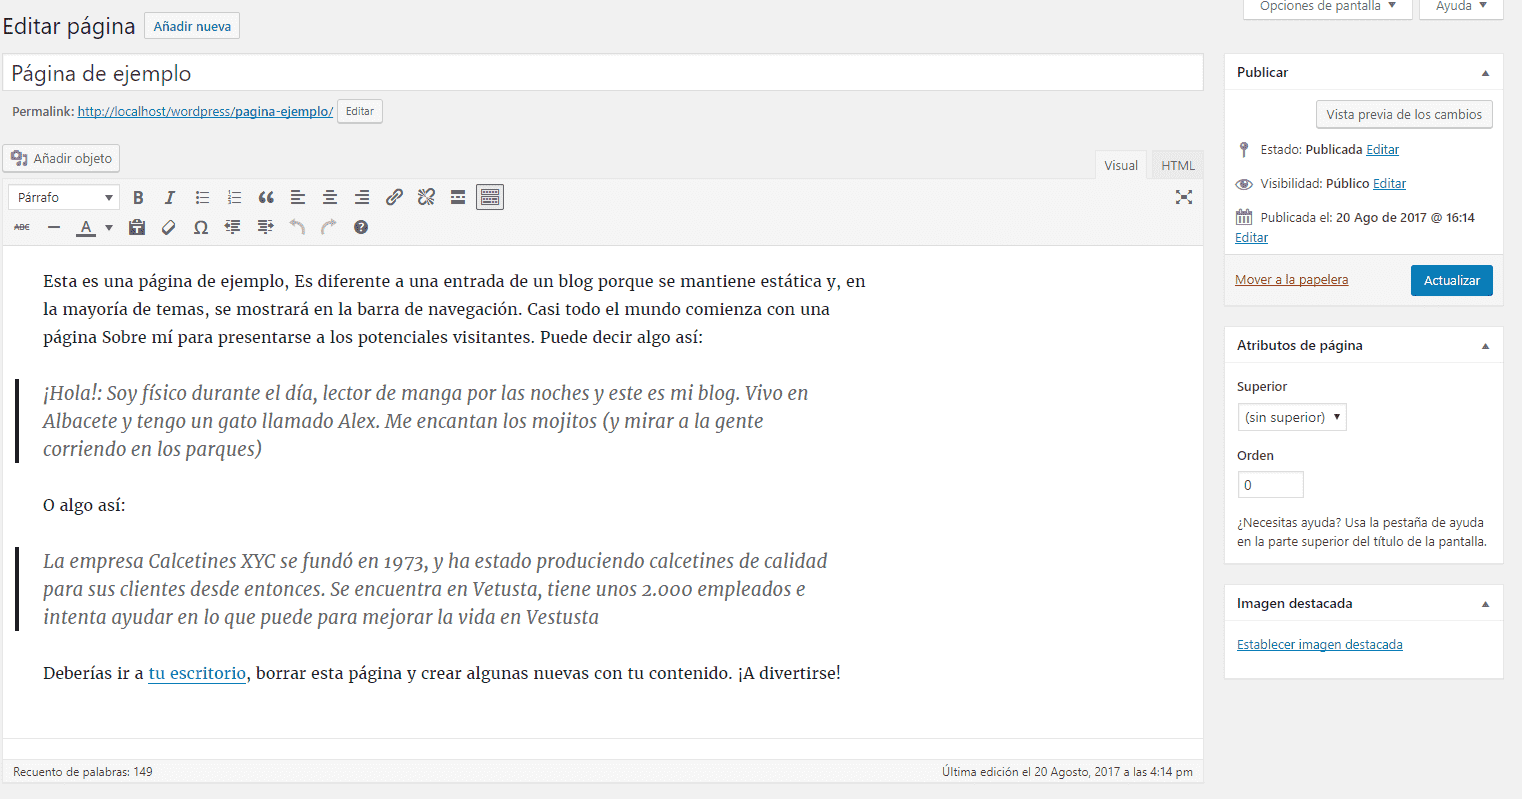 Opciones de pantalla ▼ Ayuda ▼
Editar página Añadir nueva
Página de ejemplo
Permalink: http://localhost/wordpress/pagina-ejemplo/ Editar
Añadir objeto
Visual HTML
Párrafo
ABC
Esta es una página de ejemplo, Es diferente a una entrada de un blog porque se mantiene estática y, en
la mayoría de temas, se mostrará en la barra de navegación. Casi todo el mundo comienza con una
página Sobre mí para presentarse a los potenciales visitantes. Puede decir algo así:
¡Hola!: Soy físico durante el día, lector de manga por las noches y este es mi blog. Vivo en
Albacete y tengo un gato llamado Alex. Me encantan los mojitos (y mirar a la gente
corriendo en los parques)
O algo así:
La empresa Calcetines XYC se fundó en 1973, y ha estado produciendo calcetines de calidad
para sus clientes desde entonces. Se encuentra en Vetusta, tiene unos 2.000 empleados e
intenta ayudar en lo que puede para mejorar la vida en Vestusta
Deberías ir a tu escritorio, borrar esta página y crear algunas nuevas con tu contenido. ¡A divertirse!
Recuento de palabras: 149
Última edición el 20 Agosto, 2017 a las 4:14 pm
Publicar
Vista previa de los cambios
Estado: Publicada Editar
Visibilidad: Público Editar
Publicada el: 20 Ago de 2017 @ 16:14
Editar
Mover a la papelera Actualizar
Atributos de página
Superior
(sin superior)
Orden
0
¿Necesitas ayuda? Usa la pestaña de ayuda
en la parte superior del título de la pantalla.
Imagen destacada
Establecer imagen destacada